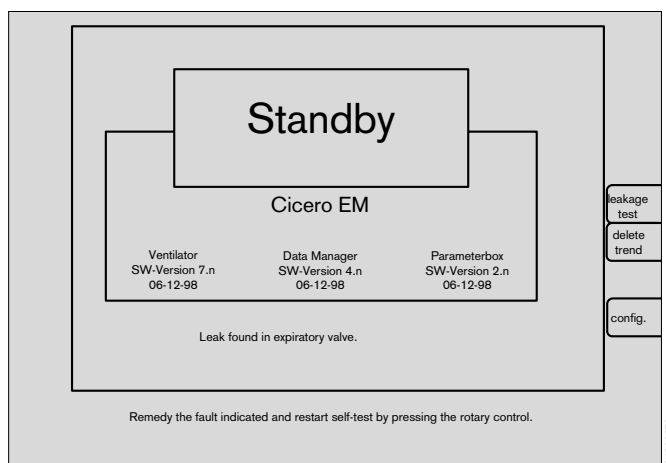 Standby
Cicero EM
Ventilator
SW-Version 7.n
06-12-98
Data Manager
SW-Version 4.n
06-12-98
Parameterbox
SW-Version 2.n
06-12-98
Leak found in expiratory valve.
leakage
test
delete
trend
config.
Remedy the fault indicated and restart self-test by pressing the rotary control.